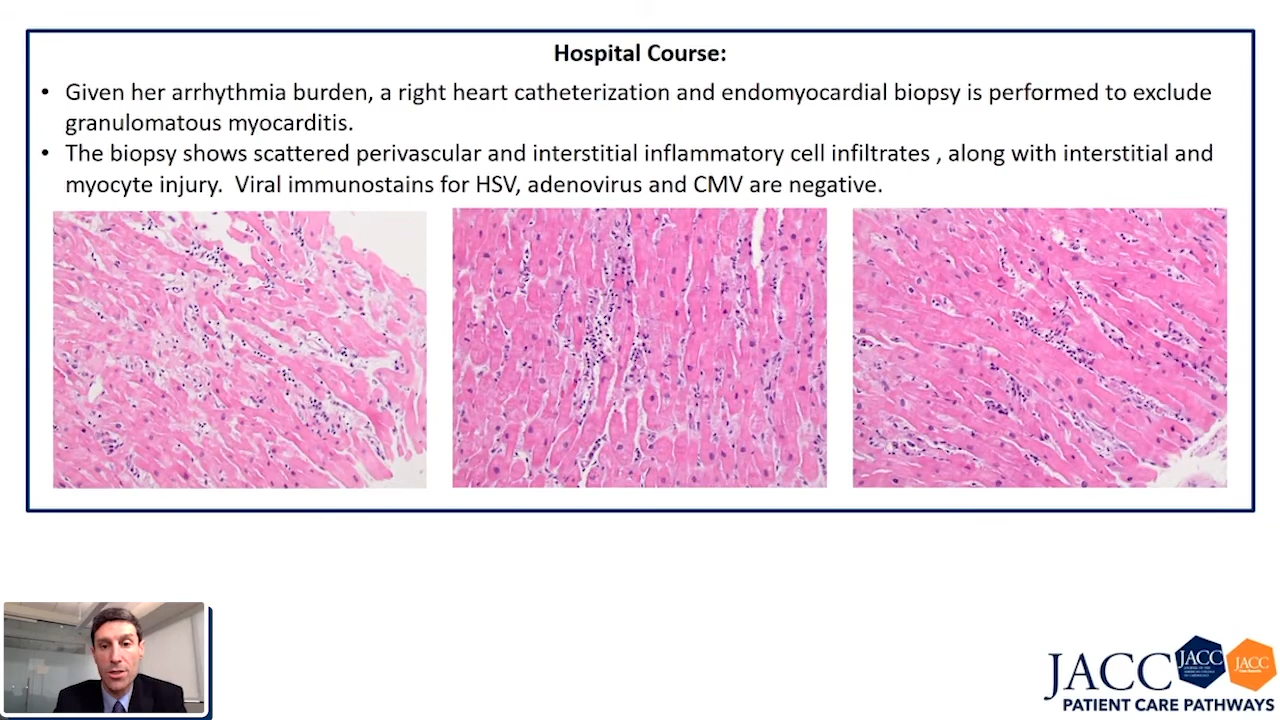 Hospital Course:
• Given her arrhythmia burden, a right heart catheterization and endomyocardial biopsy is performed to exclude
granulomatous myocarditis.
• The biopsy shows scattered perivascular and interstitial inflammatory cell infiltrates , along with interstitial and
myocyte injury.  Viral immunostains for HSV, adenovirus and CMV are negative.
JACC
JACC
JACC
PATIENT CARE PATHWAYS